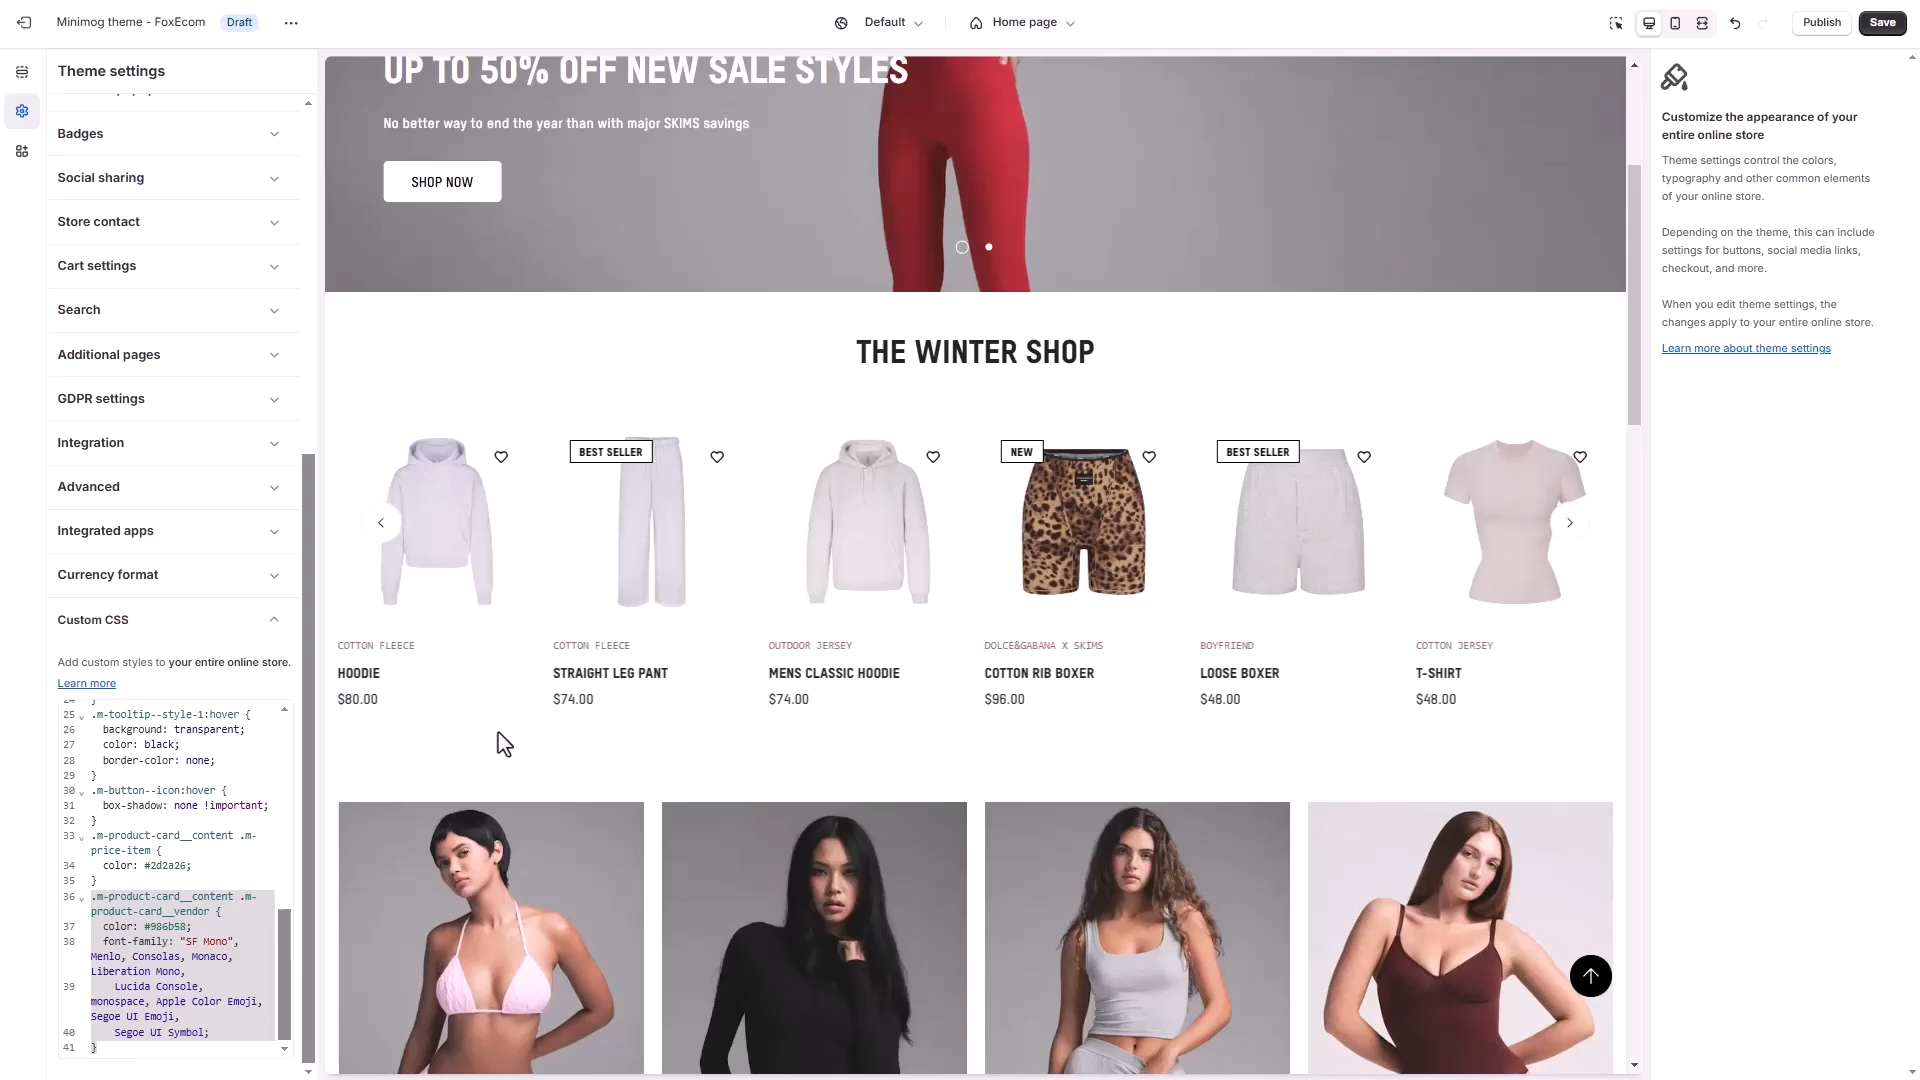 Minimog theme - FoxEcom
Draft
Default
Home page
Publish
Save
Theme settings
Badges
Social sharing
Store contact
Cart settings
Search
Additional pages
GDPR settings
Integration
Advanced
Integrated apps
Currency format
Custom CSS
Add custom styles to your entire online store.
Learn more
25 .m-tooltip--style-1:hover {
26 background: transparent;
27 color: black;
28 border-color: none;
29 }
30 .m-button--icon:hover {
31 box-shadow: none !important;
32 }
33 .m-product-card__content .m-
price-item {
34 color: #2d2a26;
35 }
36 .m-product-card__content .m-
product-card__vendor {
37 color: #986b58;
38 font-family: "SF Mono",
Menlo, Consolas, Monaco,
Liberation Mono,
39 Lucida Console,
monospace, Apple Color Emoji,
Segoe UI Emoji,
40 Segoe UI Symbol;
41 }
UP TO 50% OFF NEW SALE STYLES
No better way to end the year than with major SKIMS savings
SHOP NOW
THE WINTER SHOP
BEST SELLER
NEW
BEST SELLER
COTTON FLEECE
HOODIE
$80.00
COTTON FLEECE
STRAIGHT LEG PANT
$74.00
OUTDOOR JERSEY
MENS CLASSIC HOODIE
$74.00
DOLCE&GABANA X SKIMS
COTTON RIB BOXER
$96.00
BOYFRIEND
LOOSE BOXER
$48.00
COTTON JERSEY
T-SHIRT
$48.00
Customize the appearance of your
entire online store
Theme settings control the colors,
typography and other common elements
of your online store.
Depending on the theme, this can include
settings for buttons, social media links,
checkout, and more.
When you edit theme settings, the
changes apply to your entire online store.
Learn more about theme settings